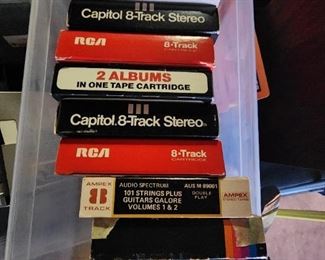 Capitol 8-Track Stereo
RCA 8-Track
CARTRIDGE
2 ALBUMS
IN ONE TAPE CARTRIDGE
Capitol 8-Track Stereo
RCA 8-Track
CARTRIDGE
AMPEX
8
TRACK
AUDIO SPECTRUM AUS M 89001
101 STRINGS PLUS
GUITARS GALORE
VOLUMES 1 & 2
DOUBLE
PLAY
AMPEX